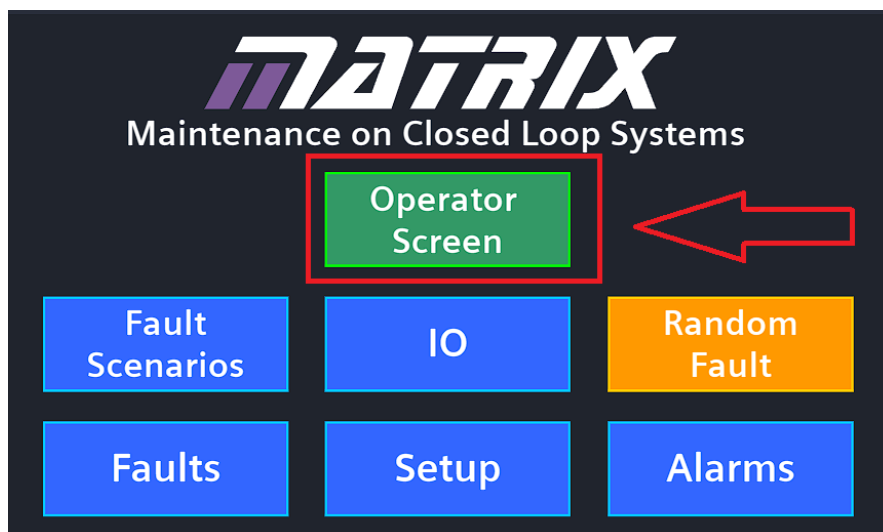 MATRIX
Maintenance on Closed Loop Systems
Operator
Screen
Fault
Scenarios
IO
Random
Fault
Faults
Setup
Alarms